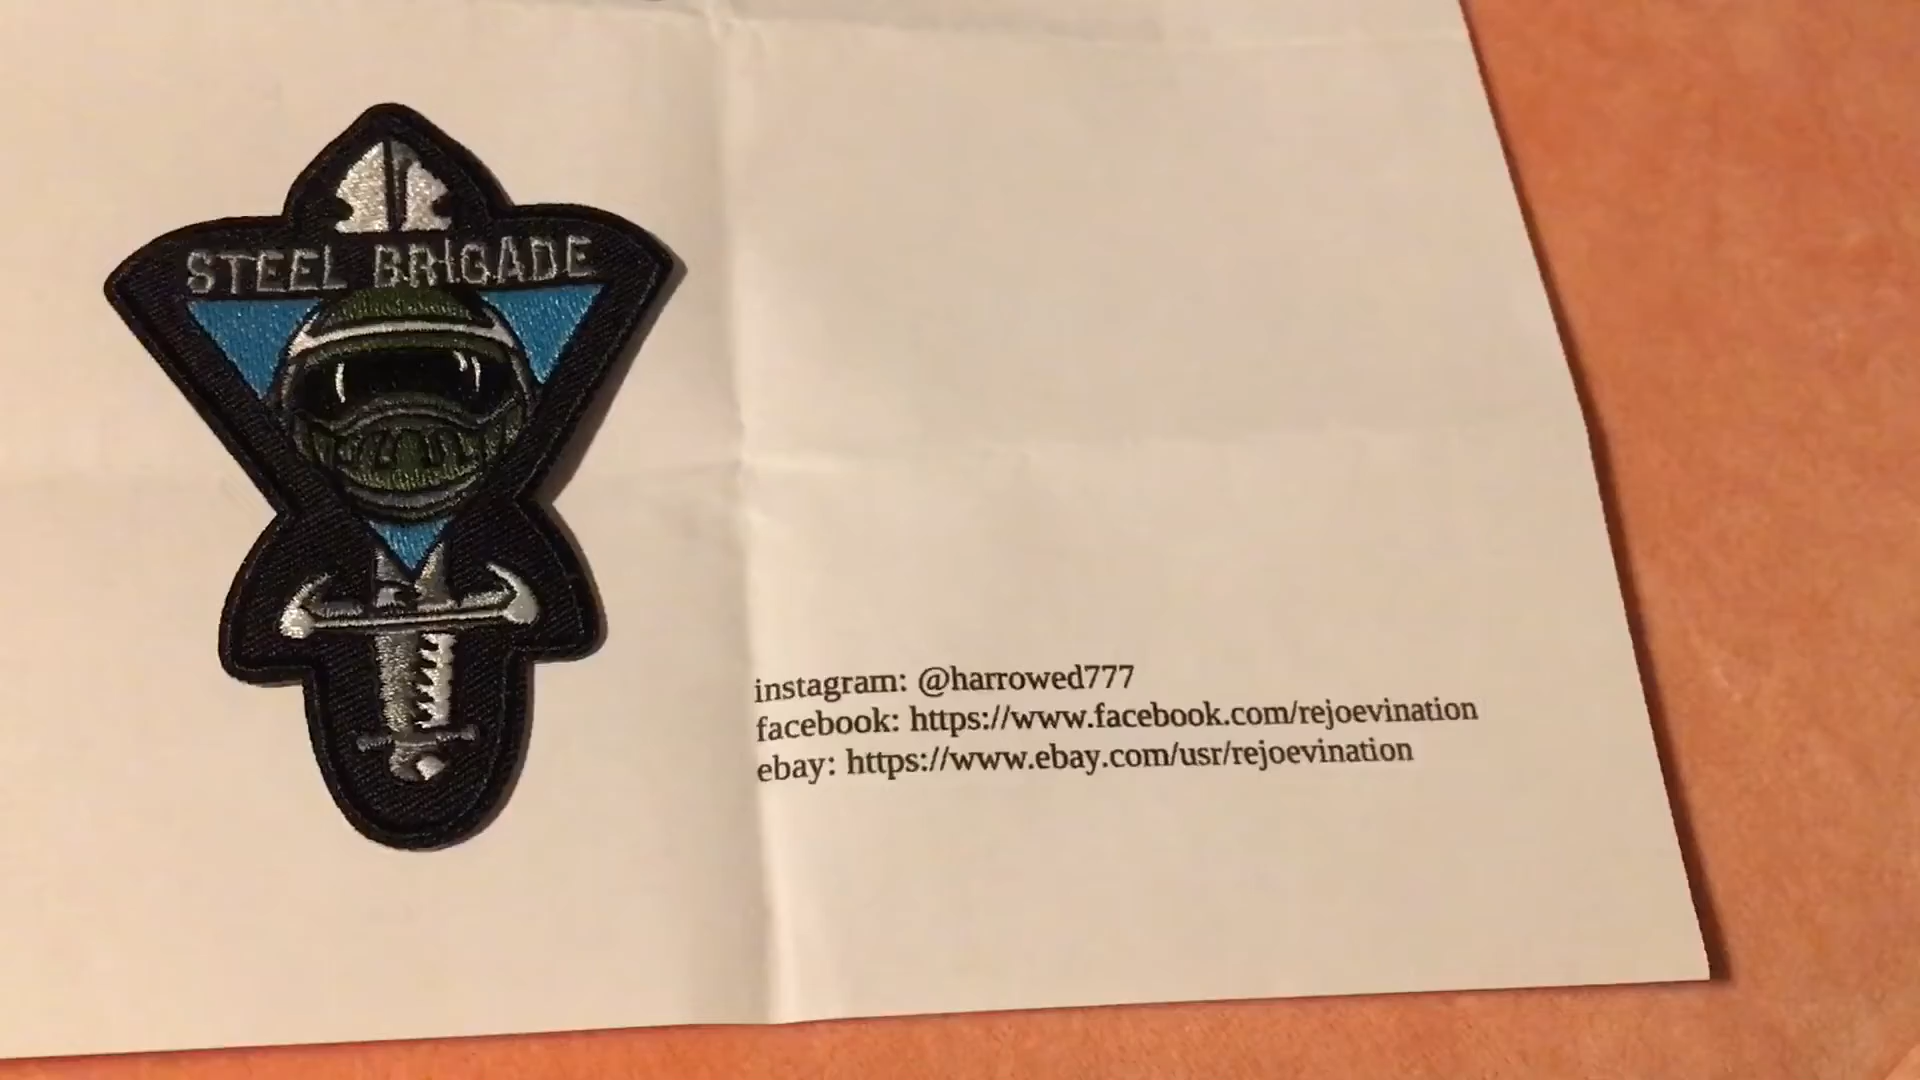 STEEL BRIGADE
instagram: @harrowed777
facebook: https://www.facebook.com/rejoevination
ebay: https://www.ebay.com/usr/rejoevination